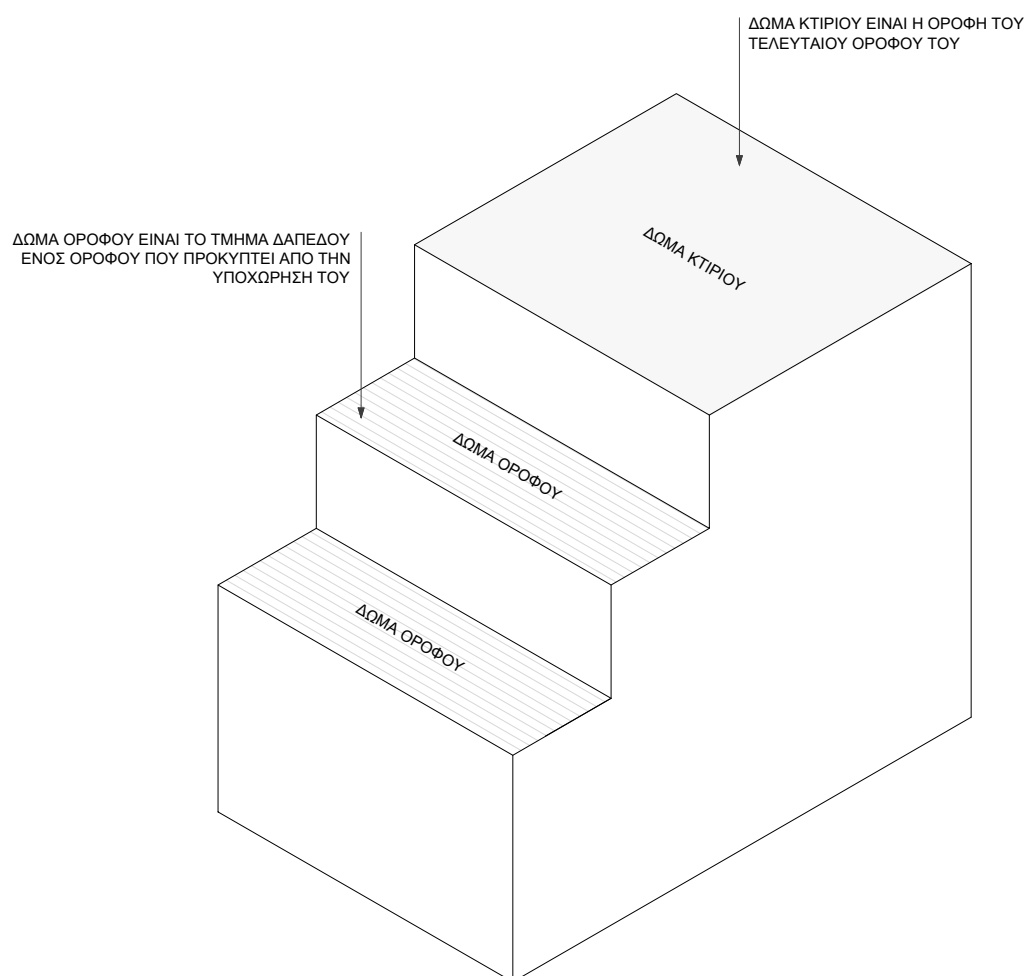 ΔΩΜΑ ΚΤΙΡΙΟΥ ΕΙΝΑΙ Η ΟΡΟΦΗ ΤΟΥ
ΤΕΛΕΥΤΑΙΟΥ ΟΡΟΦΟΥ ΤΟΥ
ΔΩΜΑ ΟΡΟΦΟΥ ΕΙΝΑΙ ΤΟ ΤΜΗΜΑ ΔΑΠΕΔΟΥ
ΕΝΟΣ ΟΡΟΦΟΥ ΠΟΥ ΠΡΟΚΥΠΤΕΙ ΑΠΟ ΤΗΝ
ΥΠΟΧΩΡΗΣΗ ΤΟΥ
ΔΩΜΑ ΚΤΙΡΙΟΥ
ΔΩΜΑ ΟΡΟΦΟΥ
ΔΩΜΑ ΟΡΟΦΟΥ